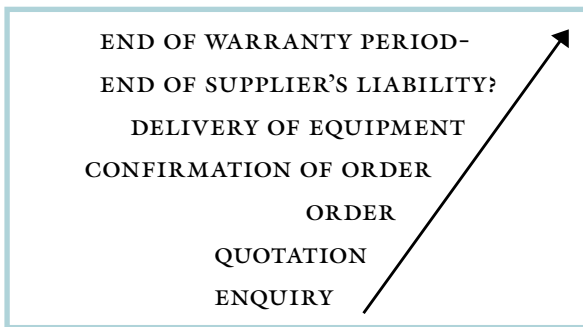 END OF WARRANTY PERIOD-
END OF SUPPLIER'S LIABILITY?
DELIVERY OF EQUIPMENT
CONFIRMATION OF ORDER
ORDER
QUOTATION
ENQUIRY